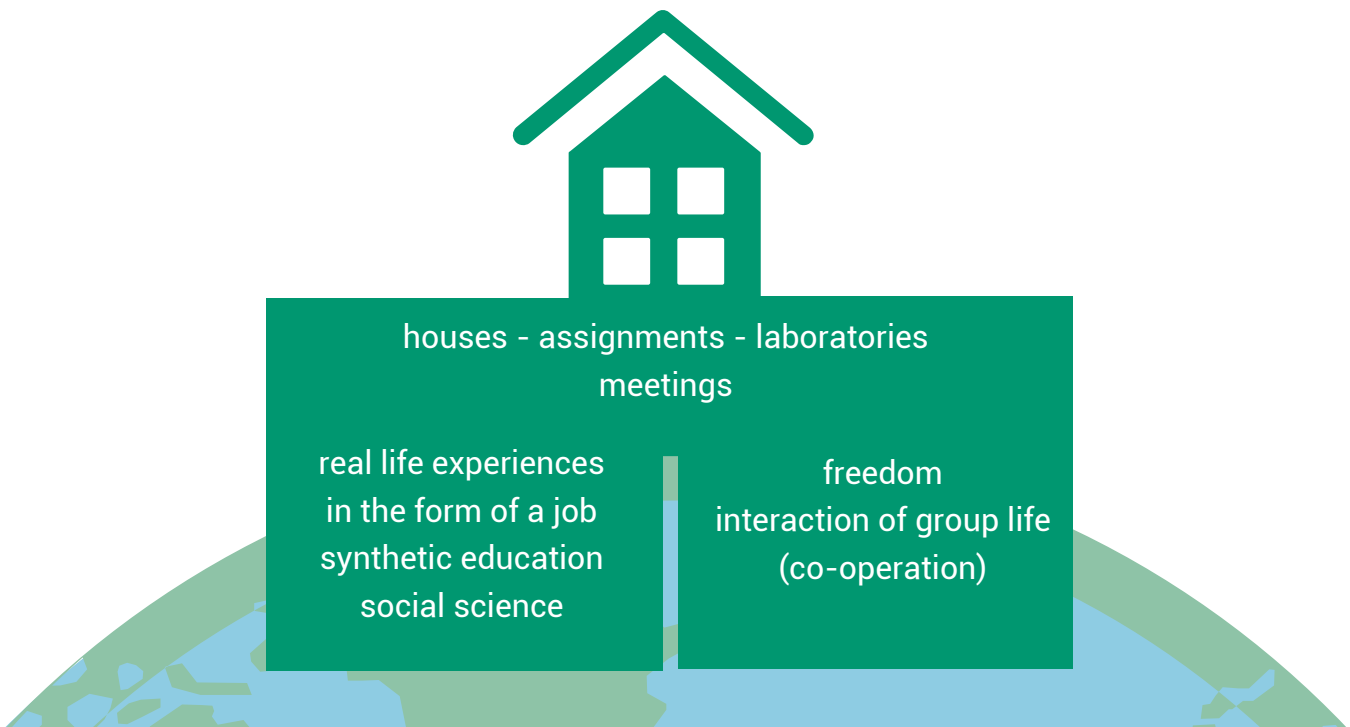 houses - assignments - laboratories
meetings
real life experiences
in the form of a job
synthetic education
social science
freedom
interaction of group life
(co-operation)